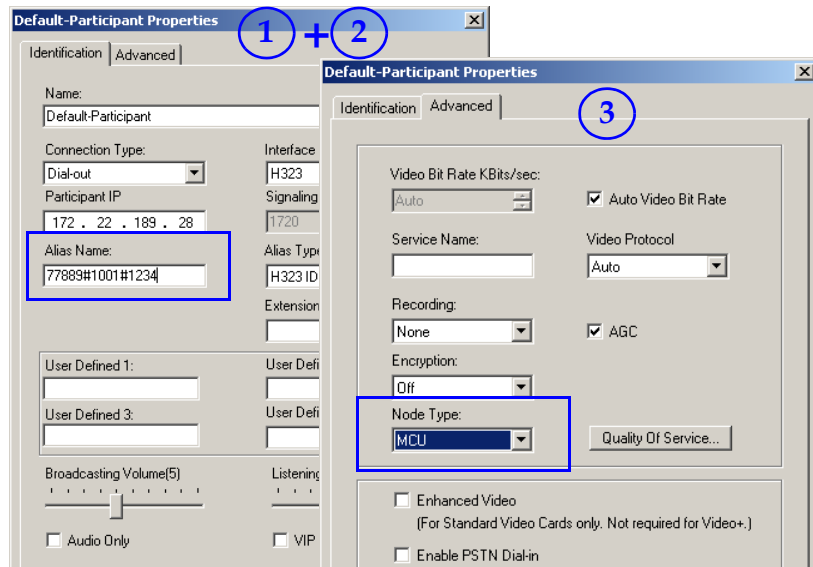 Default-Participant Properties
1 + 2
Identification Advanced
Name:
Default-Participant
Connection Type: Interface
Dial-out H323
Participant IP Signaling
172 . 22 . 189 . 28 1720
Alias Name: Alias Type
77889#1001#1234 H323 ID
Extension
User Defined 1: User Defi
User Defined 3: User Defi
Broadcasting Volume(5) Listening
Audio Only VIP
Default-Participant Properties
Identification Advanced
3
Video Bit Rate KBits/sec:
Auto Auto Video Bit Rate
Service Name: Video Protocol
Auto
Recording:
None AGC
Encryption:
Off
Node Type:
MCU Quality Of Service...
Enhanced Video
(For Standard Video Cards only. Not required for Video+.)
Enable PSTN Dial-in